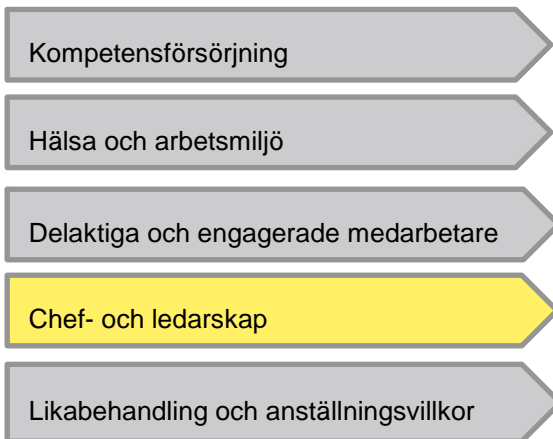 Kompetensförsörjning
Hälsa och arbetsmiljö
Delaktiga och engagerade medarbetare
Chef- och ledarskap
Likabehandling och anställningsvillkor